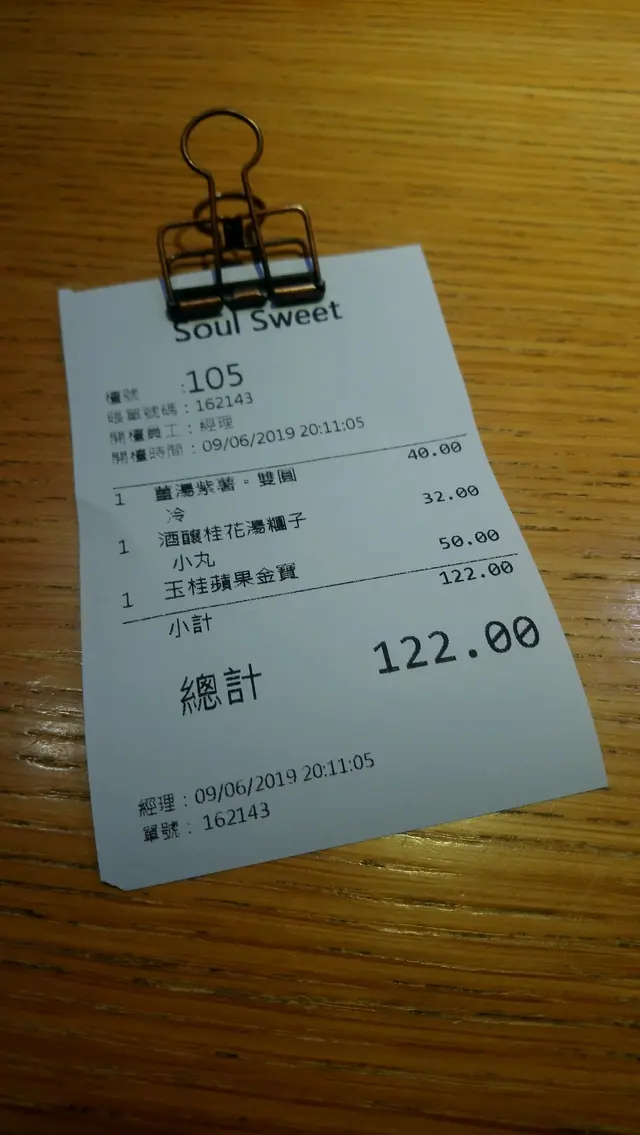 Soul Sweet
檯號 :105
賬單號碼：162143
開檯員工：經理
開檯時間：09/06/2019 20:11:05
1 薑湯紫薯。雙圓 40.00
冷
1 酒釀桂花湯糰子 32.00
小丸
1 玉桂蘋果金寶 50.00
小計 122.00
總計 122.00
經理：09/06/2019 20:11:05
單號：162143